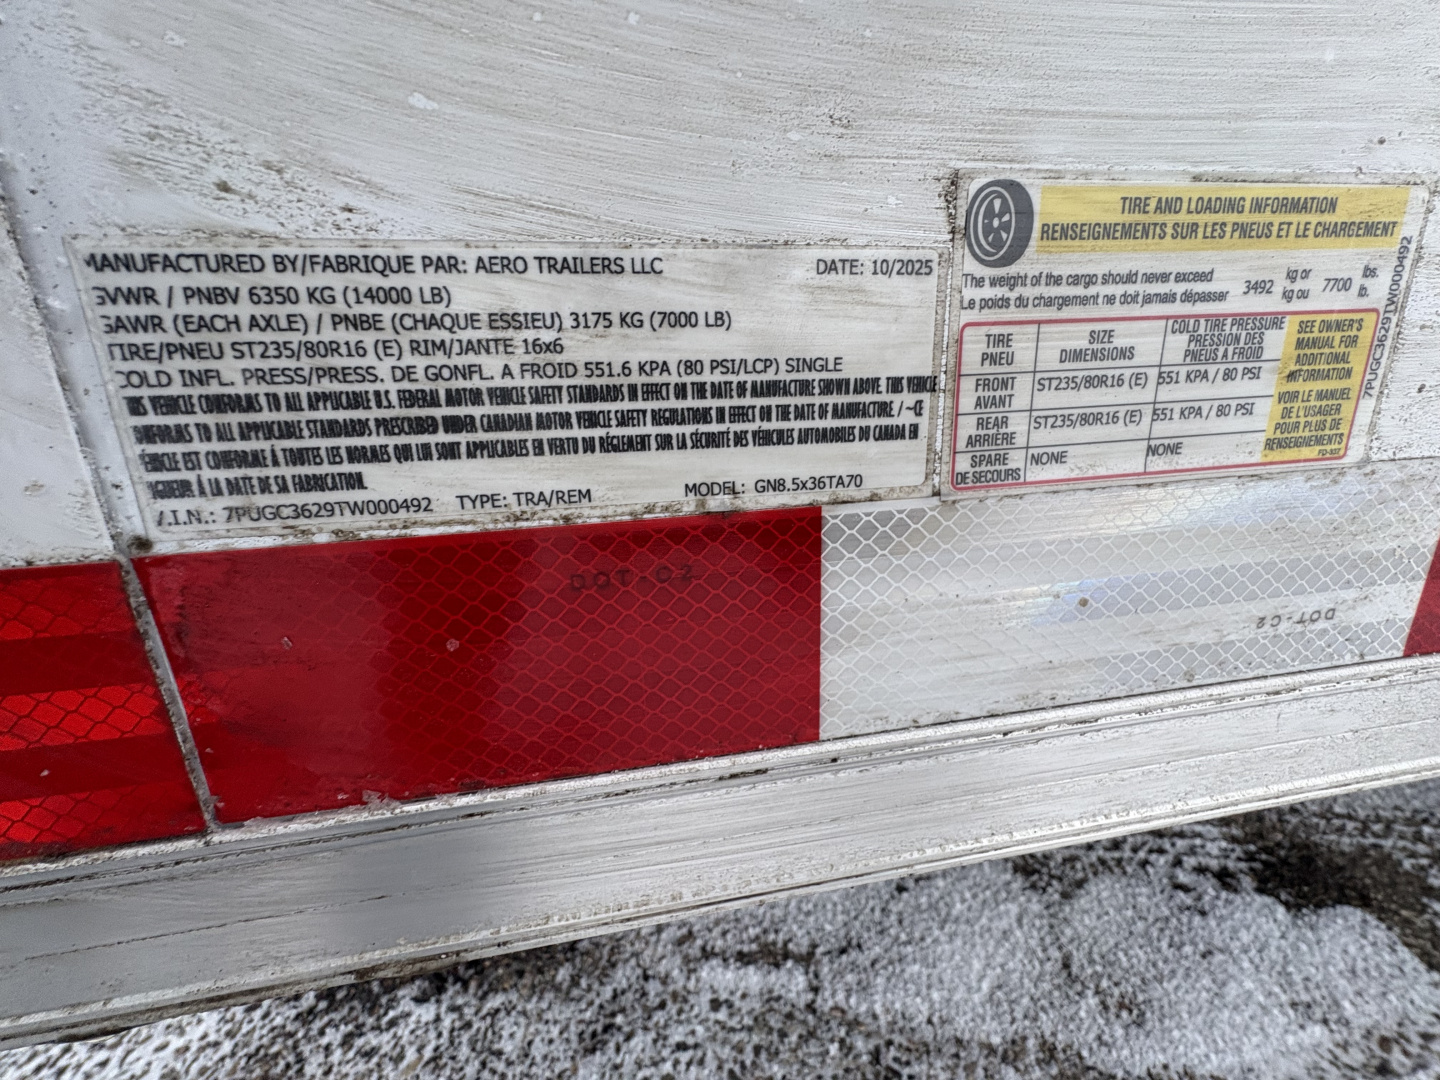 MANUFACTURED BY/FABRIQUE PAR: AERO TRAILERS LLC DATE: 10/2025
GVWR / PNBV 6350 KG (14000 LB)
GAWR (EACH AXLE) / PNBE (CHAQUE ESSIEU) 3175 KG (7000 LB)
TIRE/PNEU ST235/80R16 (E) RIM/JANTE 16x6
COLD INFL. PRESS/PRESS. DE GONFL. A FROID 551.6 KPA (80 PSI/LCP) SINGLE
THIS VEHICLE CONFORMS TO ALL APPLICABLE U.S. FEDERAL MOTOR VEHICLE SAFETY STANDARDS IN EFFECT ON THE DATE OF MANUFACTURE SHOWN ABOVE. THIS VEHICLE
CONFORMS TO ALL APPLICABLE STANDARDS PRESCRIBED UNDER CANADIAN MOTOR VEHICLE SAFETY REGULATIONS IN EFFECT ON THE DATE OF MANUFACTURE / ~CE
VÉHICLE EST CONFORME À TOUTES LES NORMES QUI LUI SONT APPLICABLES EN VERTU DU RÉGLEMENT SUR LA SÉCURITÉ DES VÉHICULES AUTOMOBILES DU CANADA EN
VIGUEUR À LA DATE DE SA FABRICATION.
V.I.N.: 7PUGC3629TW000492 TYPE: TRA/REM MODEL: GN8.5x36TA70
TIRE AND LOADING INFORMATION
RENSEIGNEMENTS SUR LES PNEUS ET LE CHARGEMENT
The weight of the cargo should never exceed 3492 kg or 7700 lbs.
Le poids du chargement ne doit jamais dépasser kg ou lb.
TIRE PNEU SIZE DIMENSIONS COLD TIRE PRESSURE PRESSION DES PNEUS À FROID
FRONT AVANT ST235/80R16 (E) 551 KPA / 80 PSI
REAR ARRIÈRE ST235/80R16 (E) 551 KPA / 80 PSI
SPARE DE SECOURS NONE NONE
SEE OWNER'S
MANUAL FOR
ADDITIONAL
INFORMATION
VOIR LE MANUEL
DE L'USAGER
POUR PLUS DE
RENSEIGNEMENTS
7PUGC3629TW000492
DOT-C2
DOT-C2